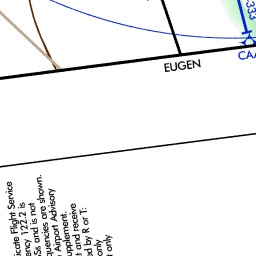 333
EUGEN
icate Flight Service
ency 122.2 is
Ss and is not
quencies are shown.
Airport Advisory
upplement.
t and receive
ed by R or T:
only
t only